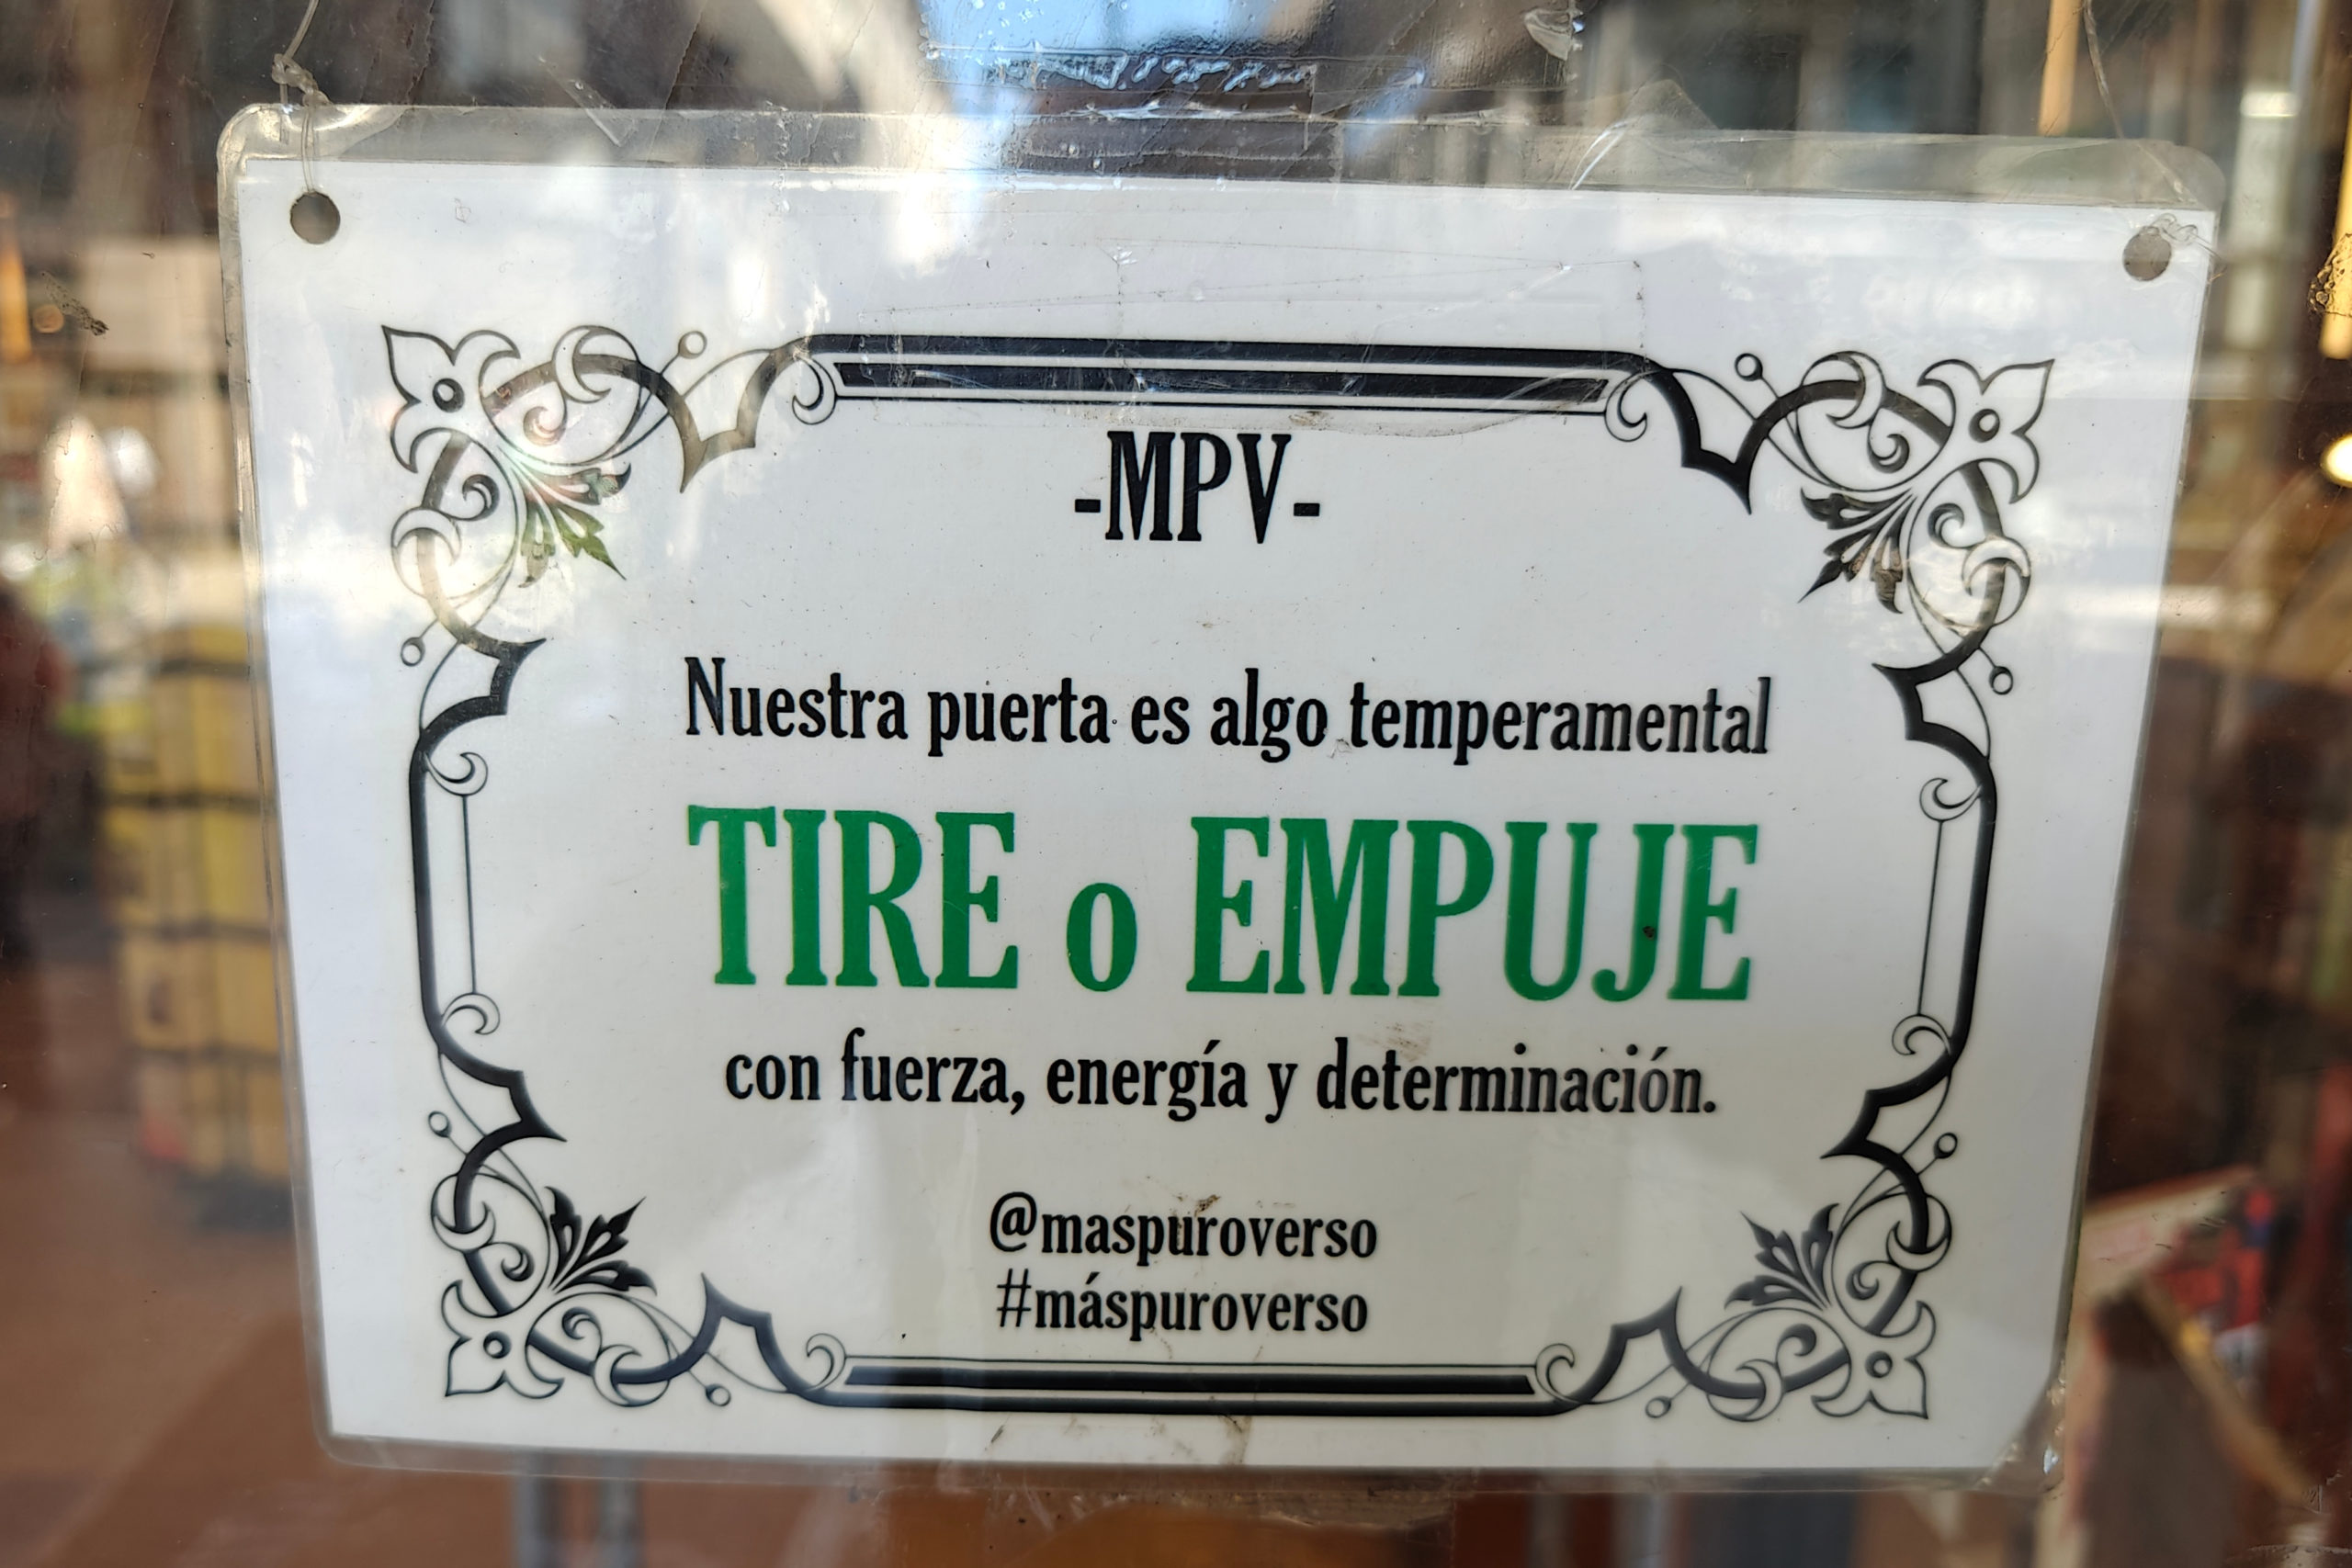 -MPV-
Nuestra puerta es algo temperamental
TIRE o EMPUJE
con fuerza, energía y determinación.
@maspuroverso
#máspuroverso